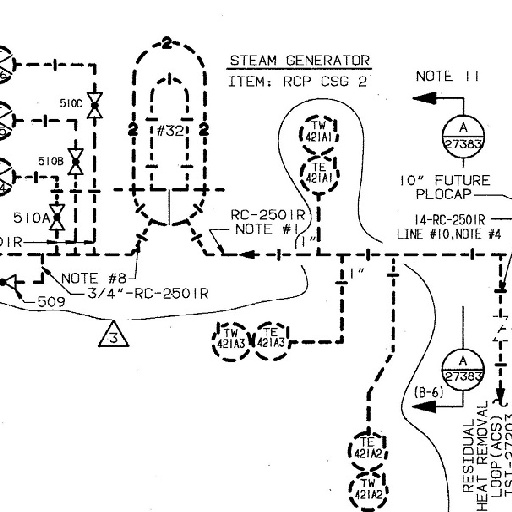 STEAM GENERATOR
ITEM: RCP CSG 2
NOTE 11
2
510C
2
#32
2
TW
421A1
A
27383
510B
TE
421A1
10" FUTURE
PLOCAP
510A
RC-2501R
NOTE #1
14-RC-2501R
LINE #10,NOTE #4
01R
1"
NOTE #8
3/4"-RC-2501R
1"
509
3
TW
421A3
TE
421A3
A
27383
(B-6)
RESIDUAL
HEAT REMOVAL
LOOP(ACS)
TE
421A2
TW
421A2